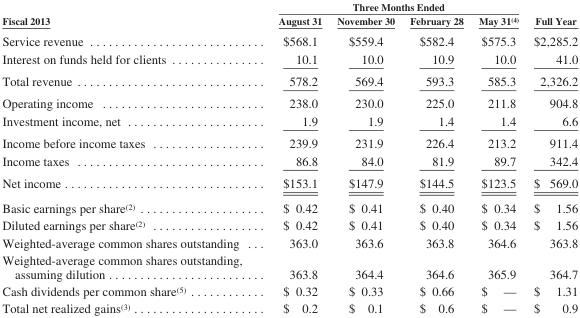 Three Months Ended
Fiscal 2013 August 31 November 30 February 28 May 31(4) Full Year
Service revenue . . . . . . . . . . . . . . . . . . . . . . . . . . . $568.1 $559.4 $582.4 $575.3 $2,285.2
Interest on funds held for clients . . . . . . . . . . . . . . 10.1 10.0 10.9 10.0 41.0
Total revenue . . . . . . . . . . . . . . . . . . . . . . . . . . . . . 578.2 569.4 593.3 585.3 2,326.2
Operating income . . . . . . . . . . . . . . . . . . . . . . . . . 238.0 230.0 225.0 211.8 904.8
Investment income, net . . . . . . . . . . . . . . . . . . . . . 1.9 1.9 1.4 1.4 6.6
Income before income taxes . . . . . . . . . . . . . . . . . 239.9 231.9 226.4 213.2 911.4
Income taxes . . . . . . . . . . . . . . . . . . . . . . . . . . . . . 86.8 84.0 81.9 89.7 342.4
Net income . . . . . . . . . . . . . . . . . . . . . . . . . . . . . . . $153.1 $147.9 $144.5 $123.5 $ 569.0
Basic earnings per share(2) . . . . . . . . . . . . . . . . . . . $ 0.42 $ 0.41 $ 0.40 $ 0.34 $ 1.56
Diluted earnings per share(2) . . . . . . . . . . . . . . . . . $ 0.42 $ 0.41 $ 0.40 $ 0.34 $ 1.56
Weighted-average common shares outstanding . . . 363.0 363.6 363.8 364.6 363.8
Weighted-average common shares outstanding,
assuming dilution . . . . . . . . . . . . . . . . . . . . . . . . 363.8 364.4 364.6 365.9 364.7
Cash dividends per common share(5) . . . . . . . . . . . $ 0.32 $ 0.33 $ 0.66 $ — $ 1.31
Total net realized gains(3) . . . . . . . . . . . . . . . . . . . . $ 0.2 $ 0.1 $ 0.6 $ — $ 0.9